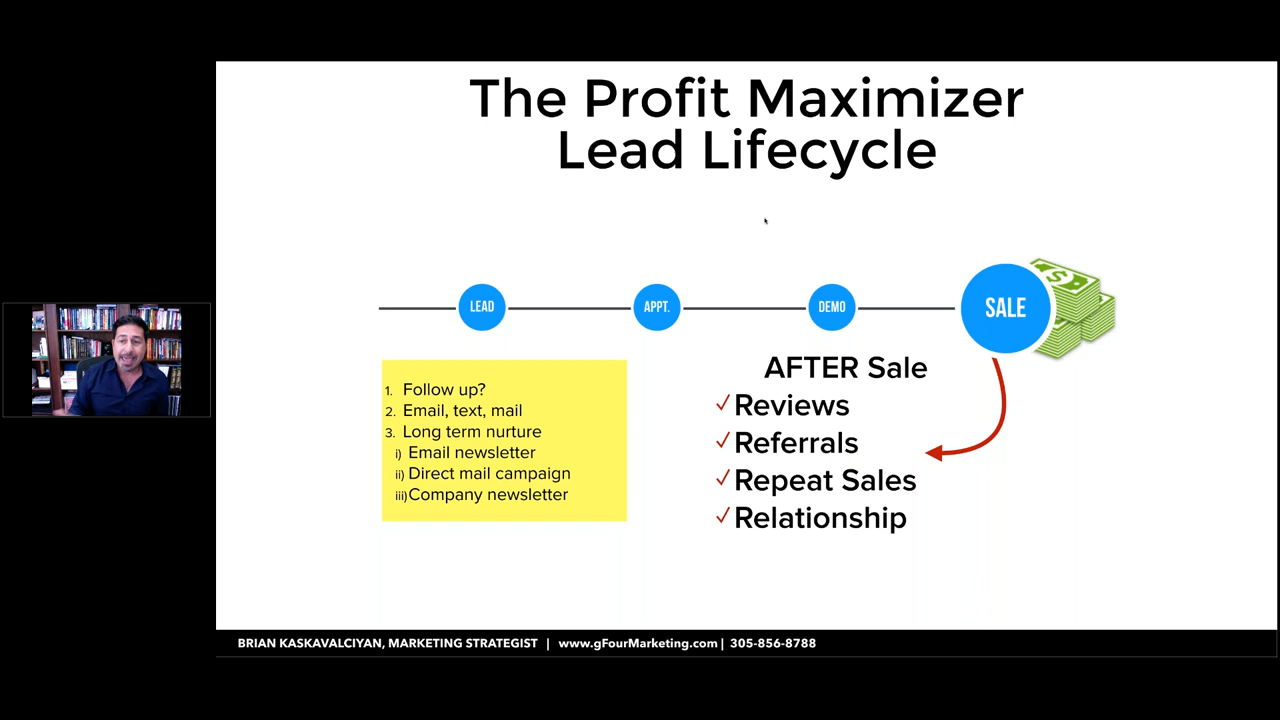 The Profit Maximizer
Lead Lifecycle
LEAD
APPT.
DEMO
SALE
1. Follow up?
2. Email, text, mail
3. Long term nurture
i) Email newsletter
ii) Direct mail campaign
iii)Company newsletter
AFTER Sale
✓Reviews
✓Referrals
✓Repeat Sales
✓Relationship
BRIAN KASKAVALCIYAN, MARKETING STRATEGIST | www.gFourMarketing.com | 305-856-8788